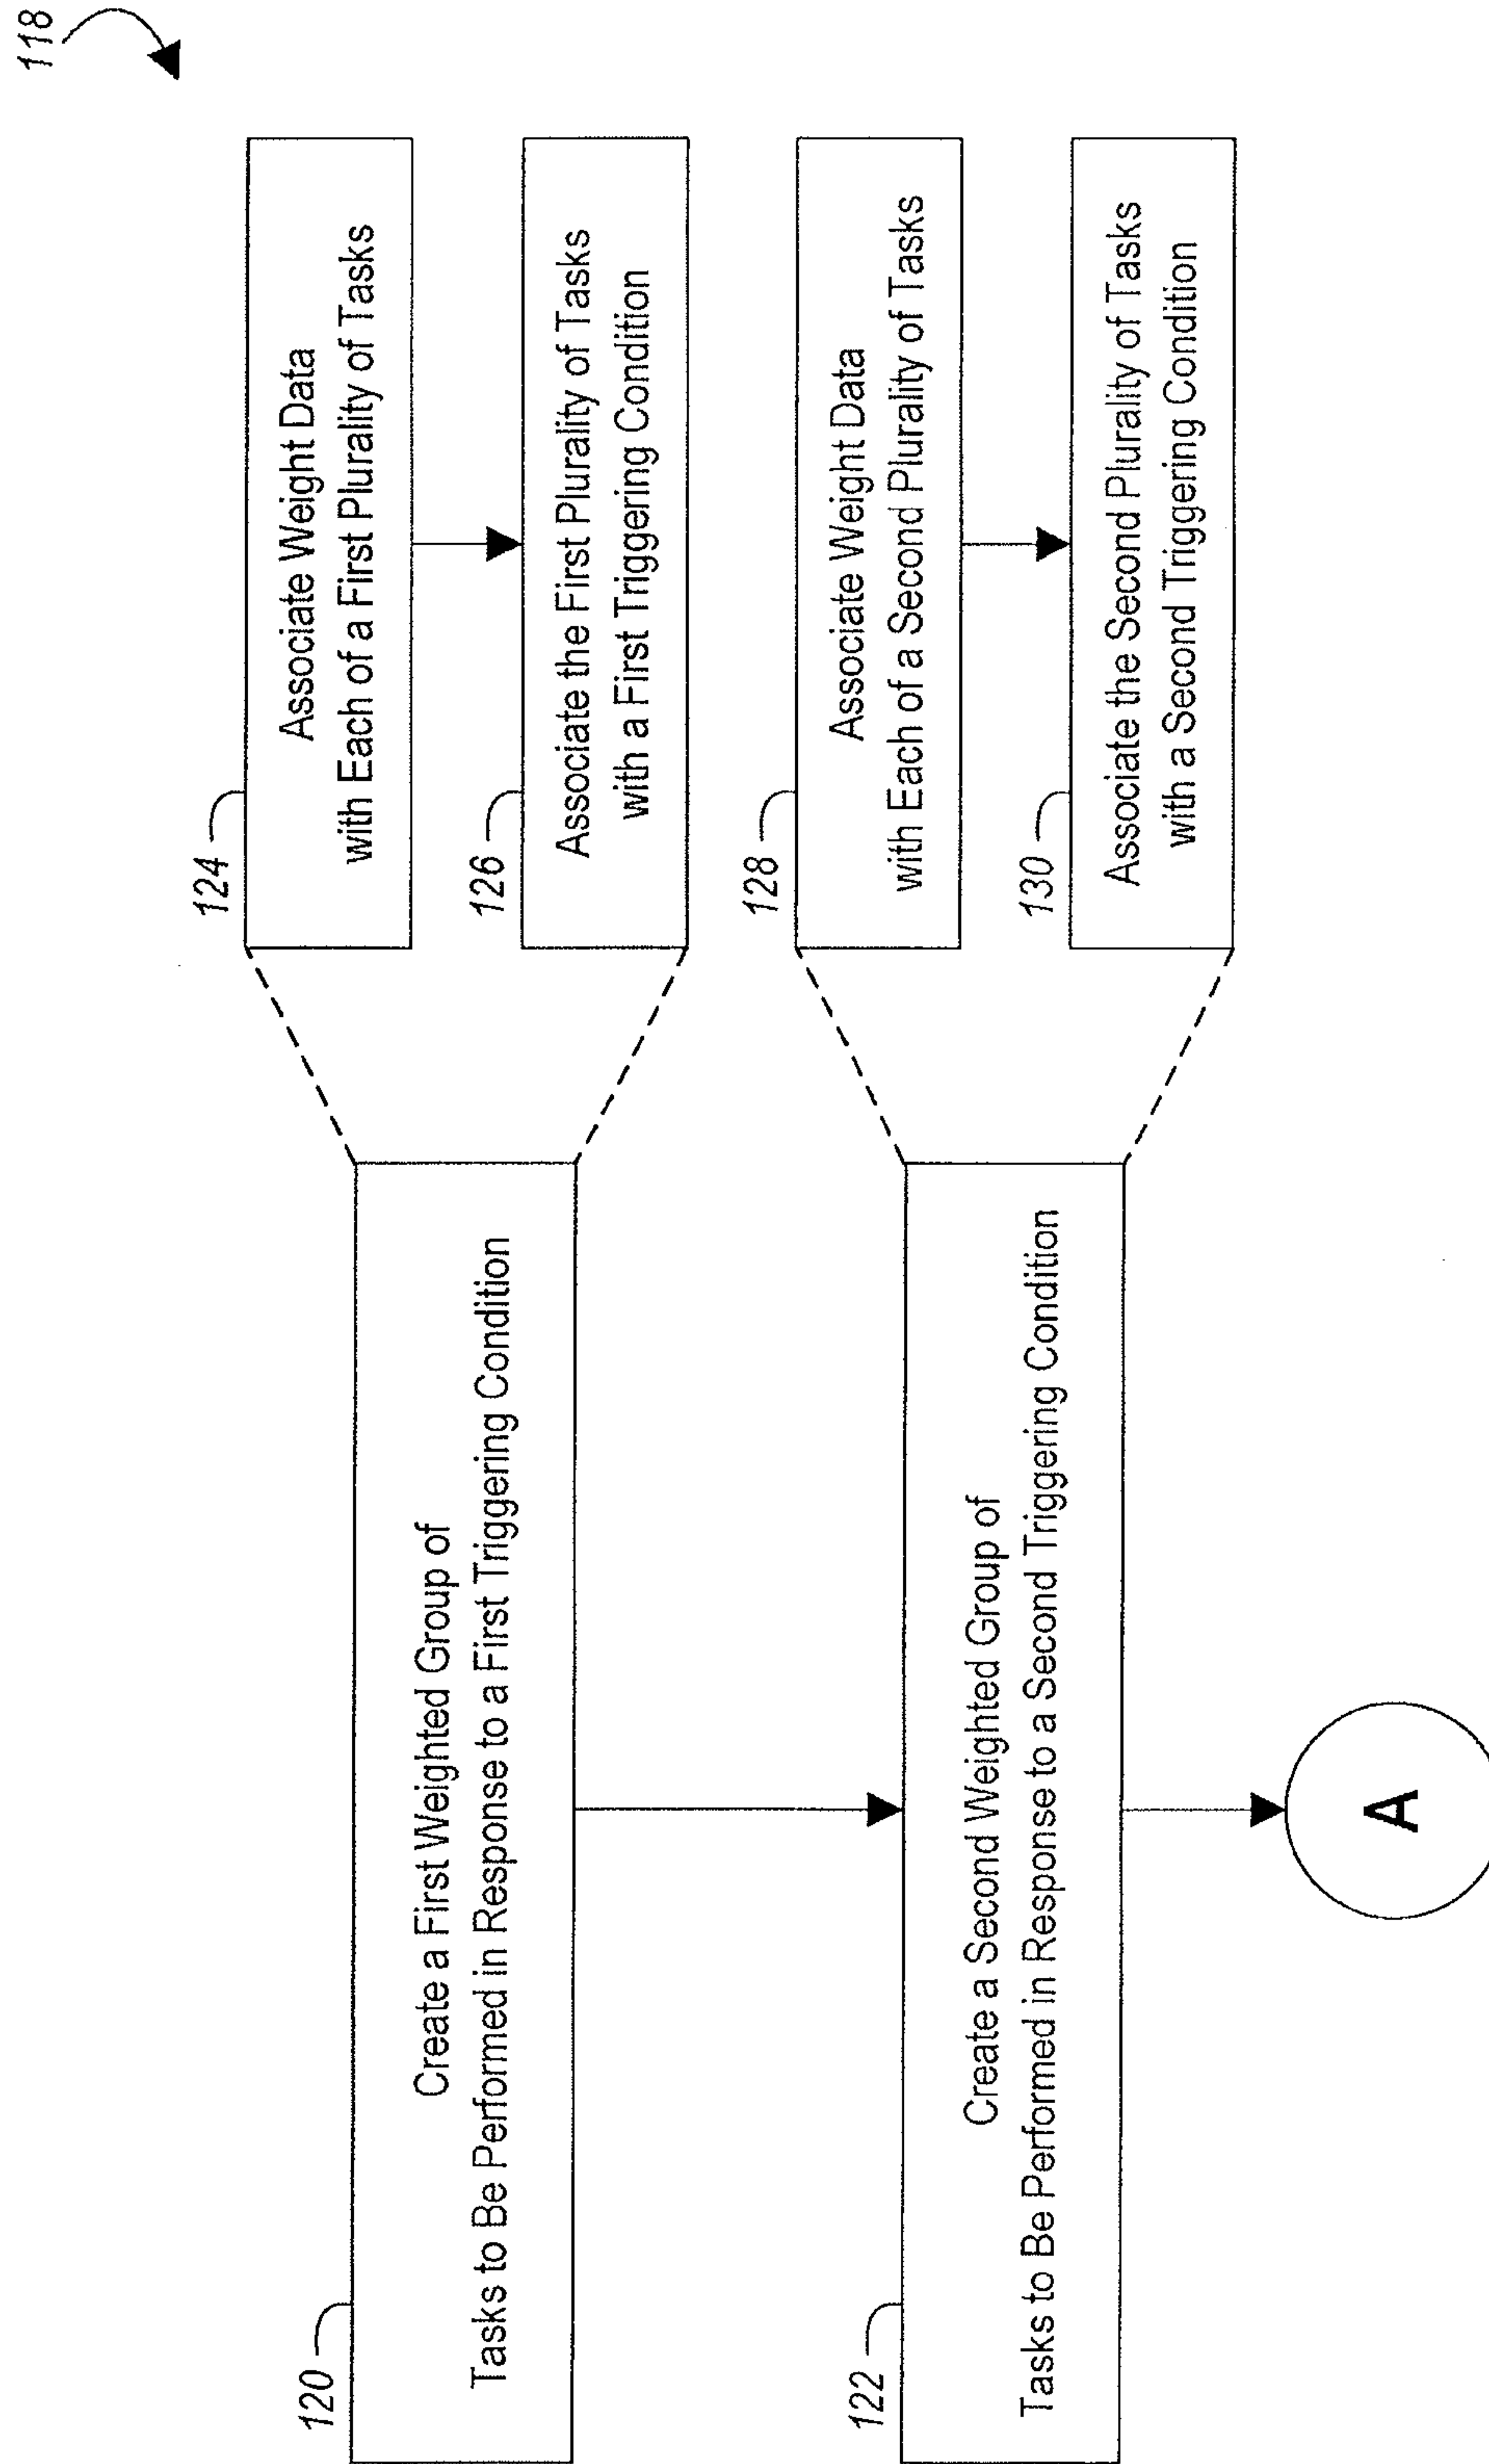 118
120
Create a First Weighted Group of
Tasks to Be Performed in Response to a First Triggering Condition
124
Associate Weight Data
with Each of a First Plurality of Tasks
126
Associate the First Plurality of Tasks
with a First Triggering Condition
122
Create a Second Weighted Group of
Tasks to Be Performed in Response to a Second Triggering Condition
128
Associate Weight Data
with Each of a Second Plurality of Tasks
130
Associate the Second Plurality of Tasks
with a Second Triggering Condition
A